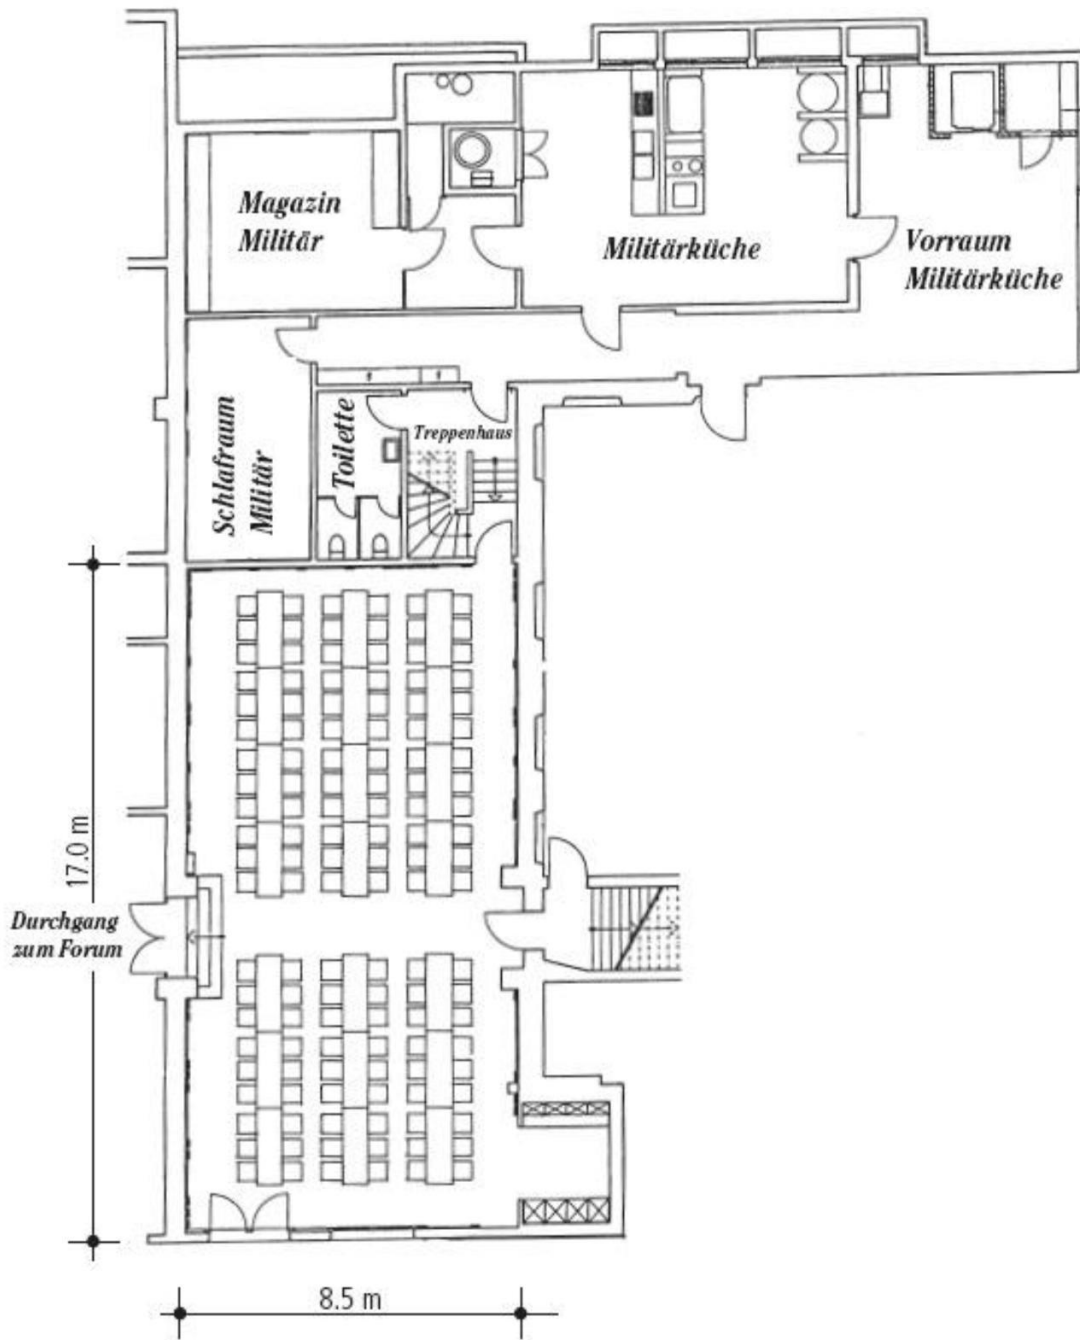 Magazin
Militär
Militärküche
Vorraum
Militärküche
Schlafraum
Militär
Toilette
Treppenhaus
17.0 m
Durchgang
zum Forum
8.5 m